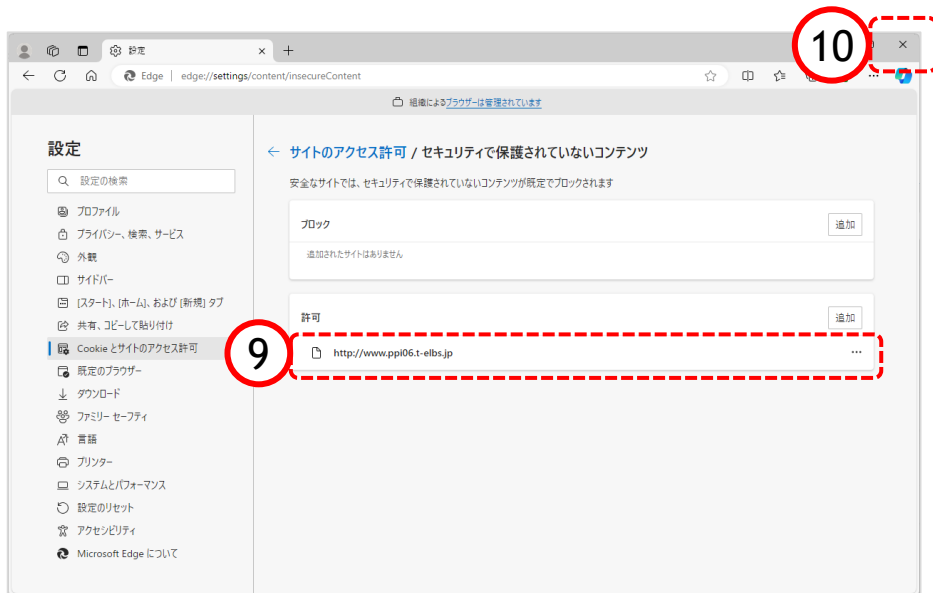 10
設定
Edge | edge://settings/content/insecureContent
組織によるブラウザーは管理されています
設定
設定の検索
プロファイル
プライバシー、検索、サービス
外観
サイドバー
[スタート]、[ホーム]、および [新規] タブ
共有、コピーして貼り付け
Cookie とサイトのアクセス許可
既定のブラウザー
ダウンロード
ファミリー セーフティ
言語
プリンター
システムとパフォーマンス
設定のリセット
アクセシビリティ
Microsoft Edge について
サイトのアクセス許可 / セキュリティで保護されていないコンテンツ
安全なサイトでは、セキュリティで保護されていないコンテンツが既定でブロックされます
ブロック
追加
追加されたサイトはありません
許可
追加
9
http://www.ppi06.t-elbs.jp